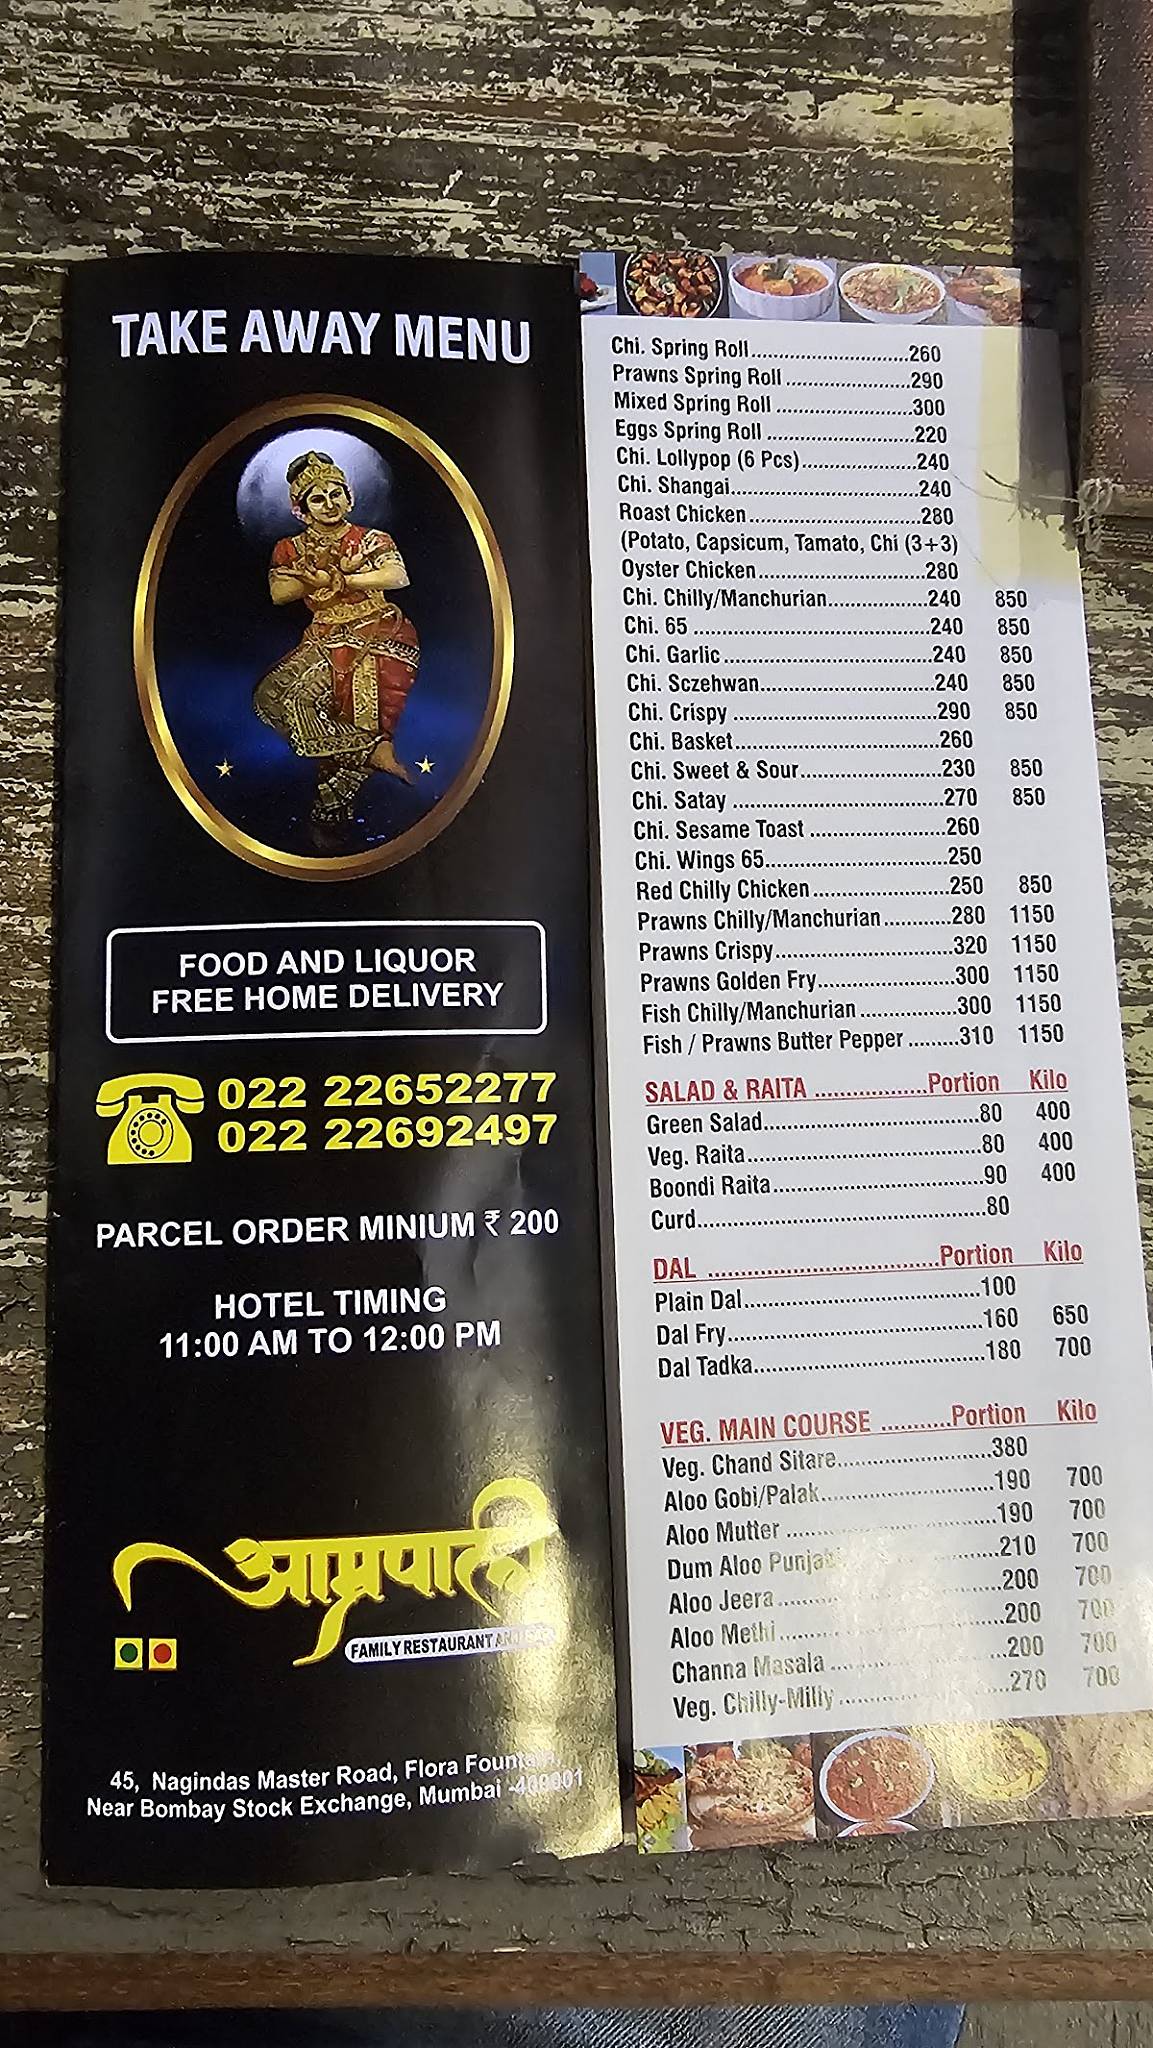 TAKE AWAY MENU
FOOD AND LIQUOR
FREE HOME DELIVERY
022 22652277
022 22692497
PARCEL ORDER MINIUM ₹ 200
HOTEL TIMING
11:00 AM TO 12:00 PM
आम्रपाली
FAMILY RESTAURANT AND BAR
45, Nagindas Master Road, Flora Fountain,
Near Bombay Stock Exchange, Mumbai -400001
Chi. Spring Roll............................260
Prawns Spring Roll ......................290
Mixed Spring Roll ........................300
Eggs Spring Roll ..........................220
Chi. Lollypop (6 Pcs)....................240
Chi. Shangai.................................240
Roast Chicken..............................280
(Potato, Capsicum, Tamato, Chi (3+3)
Oyster Chicken.............................280
Chi. Chilly/Manchurian..................240 850
Chi. 65 ..........................................240 850
Chi. Garlic.....................................240 850
Chi. Sczehwan...............................240 850
Chi. Crispy ....................................290 850
Chi. Basket....................................260
Chi. Sweet & Sour.........................230 850
Chi. Satay .....................................270 850
Chi. Sesame Toast ........................260
Chi. Wings 65................................250
Red Chilly Chicken........................250 850
Prawns Chilly/Manchurian............280 1150
Prawns Crispy...............................320 1150
Prawns Golden Fry........................300 1150
Fish Chilly/Manchurian .................300 1150
Fish / Prawns Butter Pepper .........310 1150
SALAD & RAITA ..................Portion Kilo
Green Salad......................................80 400
Veg. Raita.........................................80 400
Boondi Raita.....................................90 400
Curd..................................................80
DAL .....................................Portion Kilo
Plain Dal.........................................100
Dal Fry............................................160 650
Dal Tadka........................................180 700
VEG. MAIN COURSE ...........Portion Kilo
Veg. Chand Sitare...........................380
Aloo Gobi/Palak..............................190 700
Aloo Mutter ....................................190 700
Dum Aloo Punjabi..........................210 700
Aloo Jeera.......................................200 700
Aloo Methi.......................................200 700
Channa Masala ...............................200 700
Veg. Chilly-Milly .............................270 700